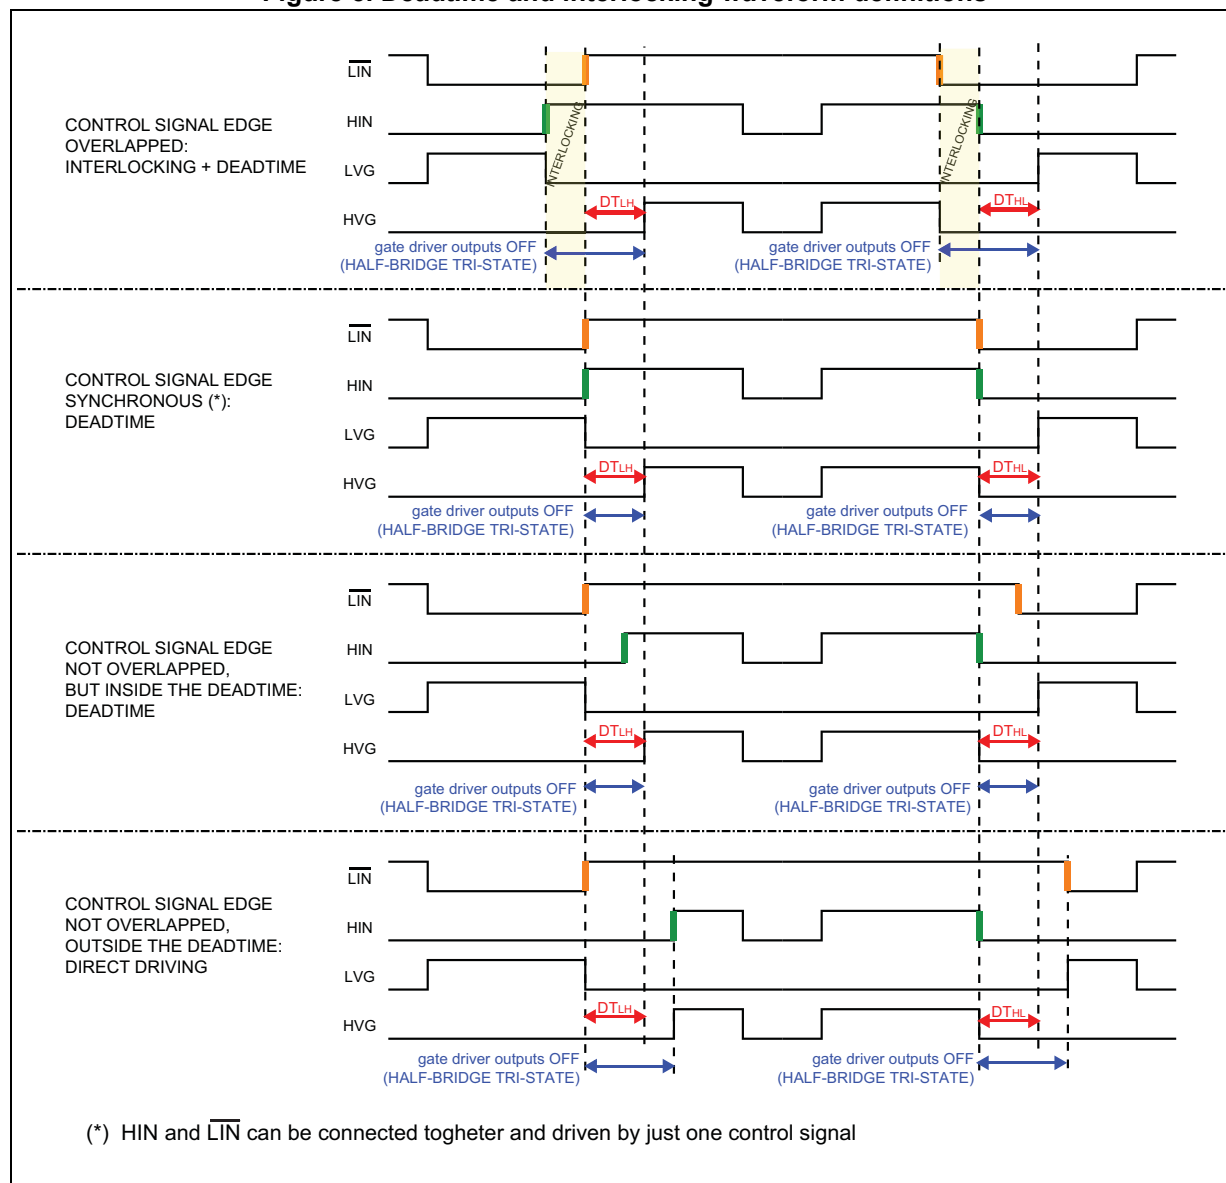 CONTROL SIGNAL EDGE
OVERLAPPED:
INTERLOCKING + DEADTIME
LIN
HIN
LVG
HVG
INTERLOCKING
INTERLOCKING
DTLH
DTHL
gate driver outputs OFF
(HALF-BRIDGE TRI-STATE)
gate driver outputs OFF
(HALF-BRIDGE TRI-STATE)
CONTROL SIGNAL EDGE
SYNCHRONOUS (*):
DEADTIME
LIN
HIN
LVG
HVG
DTLH
DTHL
gate driver outputs OFF
(HALF-BRIDGE TRI-STATE)
gate driver outputs OFF
(HALF-BRIDGE TRI-STATE)
CONTROL SIGNAL EDGE
NOT OVERLAPPED,
BUT INSIDE THE DEADTIME:
DEADTIME
LIN
HIN
LVG
HVG
DTLH
DTHL
gate driver outputs OFF
(HALF-BRIDGE TRI-STATE)
gate driver outputs OFF
(HALF-BRIDGE TRI-STATE)
CONTROL SIGNAL EDGE
NOT OVERLAPPED,
OUTSIDE THE DEADTIME:
DIRECT DRIVING
LIN
HIN
LVG
HVG
DTLH
DTHL
gate driver outputs OFF
(HALF-BRIDGE TRI-STATE)
gate driver outputs OFF
(HALF-BRIDGE TRI-STATE)
(*) HIN and LIN can be connected togheter and driven by just one control signal